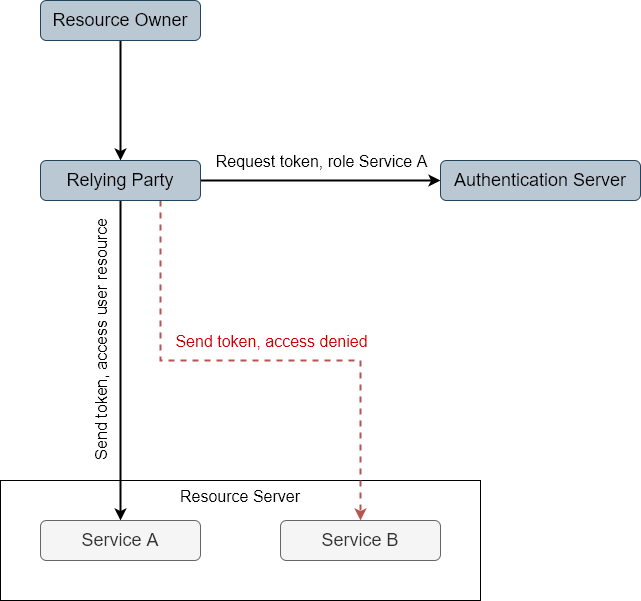 Resource Owner
Request token, role Service A
Relying Party
Authentication Server
Send token, access user resource
Send token, access denied
Resource Server
Service A
Service B